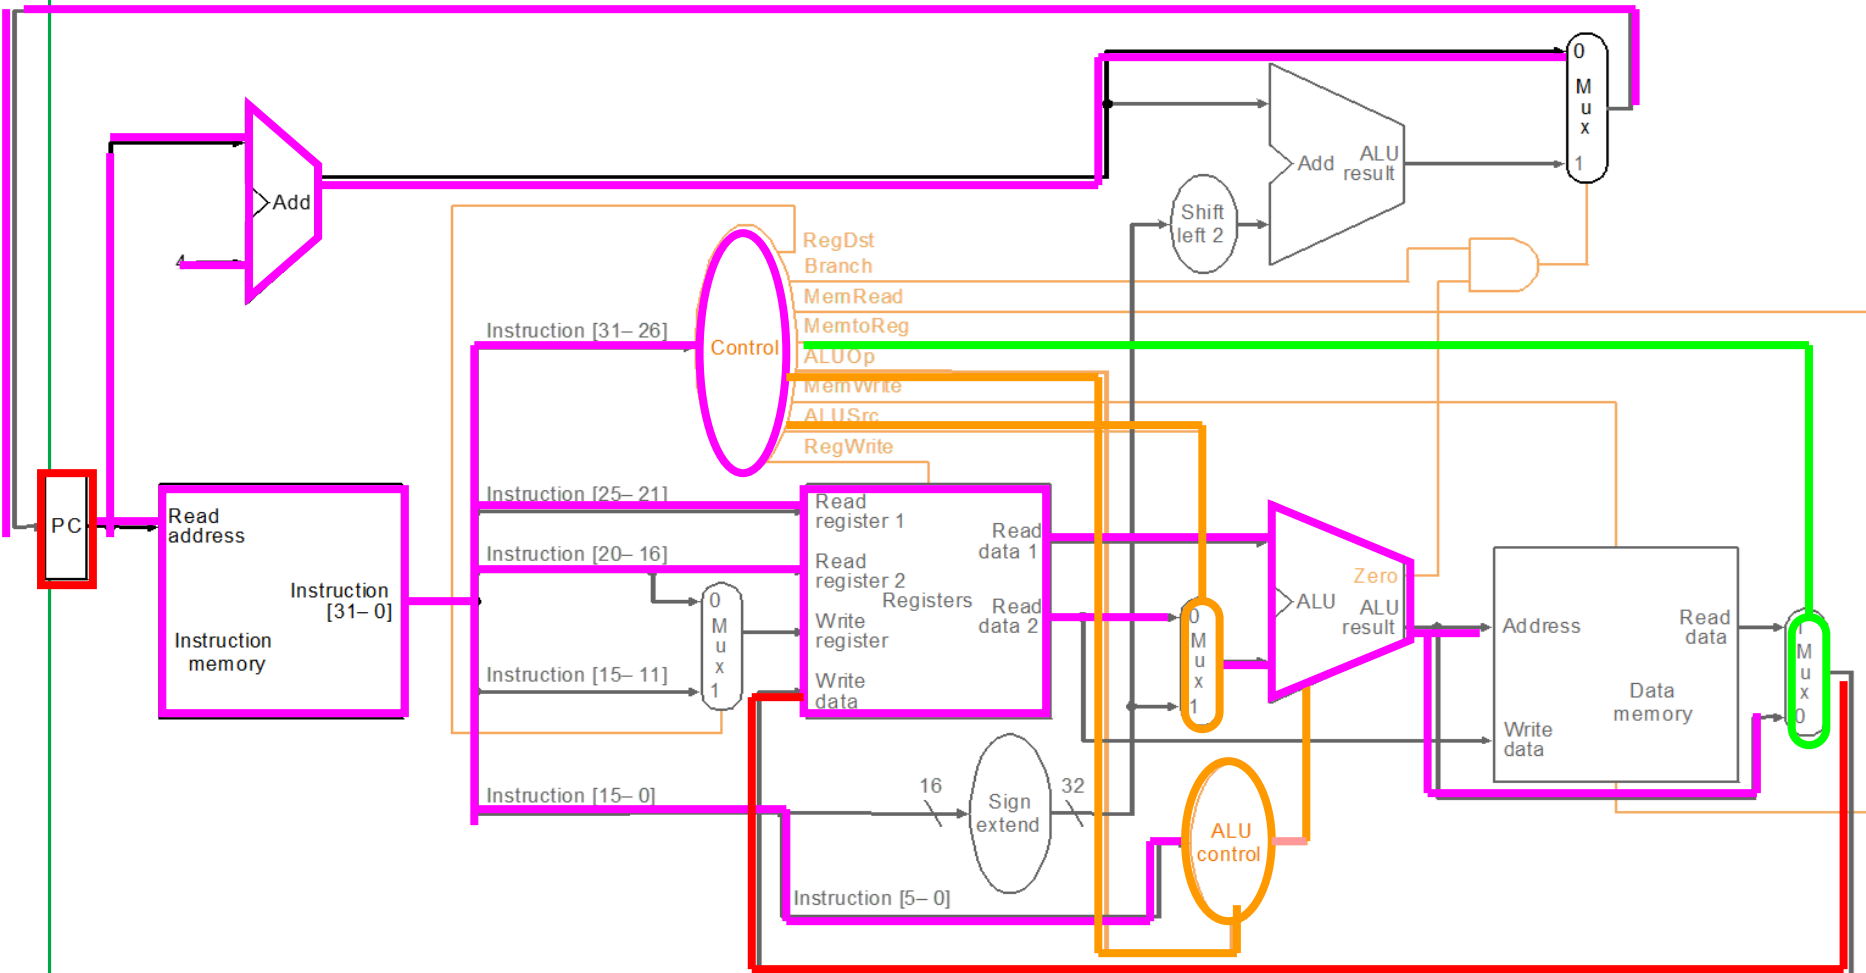 0
M
u
x
1
Add
ALU
result
Add
4
Shift
left 2
RegDst
Branch
MemRead
MemtoReg
ALUOp
MemWrite
ALUSrc
RegWrite
Control
Instruction [31–26]
Instruction [25–21]
Instruction [20–16]
Instruction [15–11]
Instruction [15–0]
Instruction [5–0]
PC
Read
address
Instruction
[31–0]
Instruction
memory
0
M
u
x
1
Read
register 1
Read
register 2
Write
register
Write
data
Registers
Read
data 1
Read
data 2
0
M
u
x
1
Zero
ALU
ALU
result
Address
Read
data
Data
memory
Write
data
1
M
u
x
0
16
Sign
extend
32
ALU
control